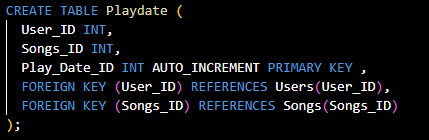 CREATE TABLE Playdate (
User_ID INT,
Songs_ID INT,
Play_Date_ID INT AUTO_INCREMENT PRIMARY KEY ,
FOREIGN KEY (User_ID) REFERENCES Users(User_ID),
FOREIGN KEY (Songs_ID) REFERENCES Songs(Songs_ID)
);